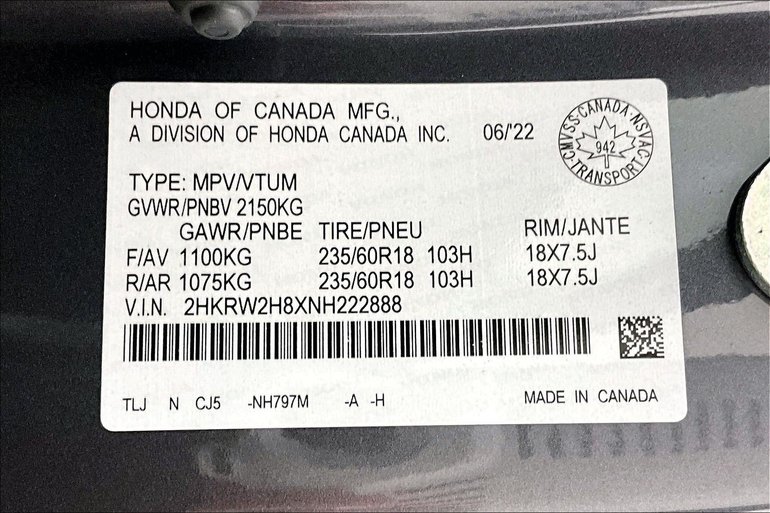 HONDA OF CANADA MFG.,
A DIVISION OF HONDA CANADA INC. 06/'22
CMVSS·CANADA·NSVAC·TRANSPORT·
942
TYPE: MPV/VTUM
GVWR/PNBV 2150KG
GAWR/PNBE TIRE/PNEU RIM/JANTE
F/AV 1100KG 235/60R18 103H 18X7.5J
R/AR 1075KG 235/60R18 103H 18X7.5J
V.I.N. 2HKRW2H8XNH222888
TLJ N CJ5 -NH797M -A -H MADE IN CANADA